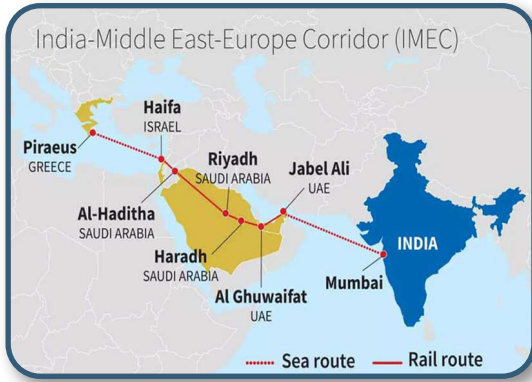 India-Middle East-Europe Corridor (IMEC)
Haifa
ISRAEL
Piraeus
GREECE
Riyadh
SAUDI ARABIA
Jabel Ali
UAE
Al-Haditha
SAUDI ARABIA
Haradh
SAUDI ARABIA
INDIA
Mumbai
Al Ghuwaifat
UAE
Sea route
Rail route